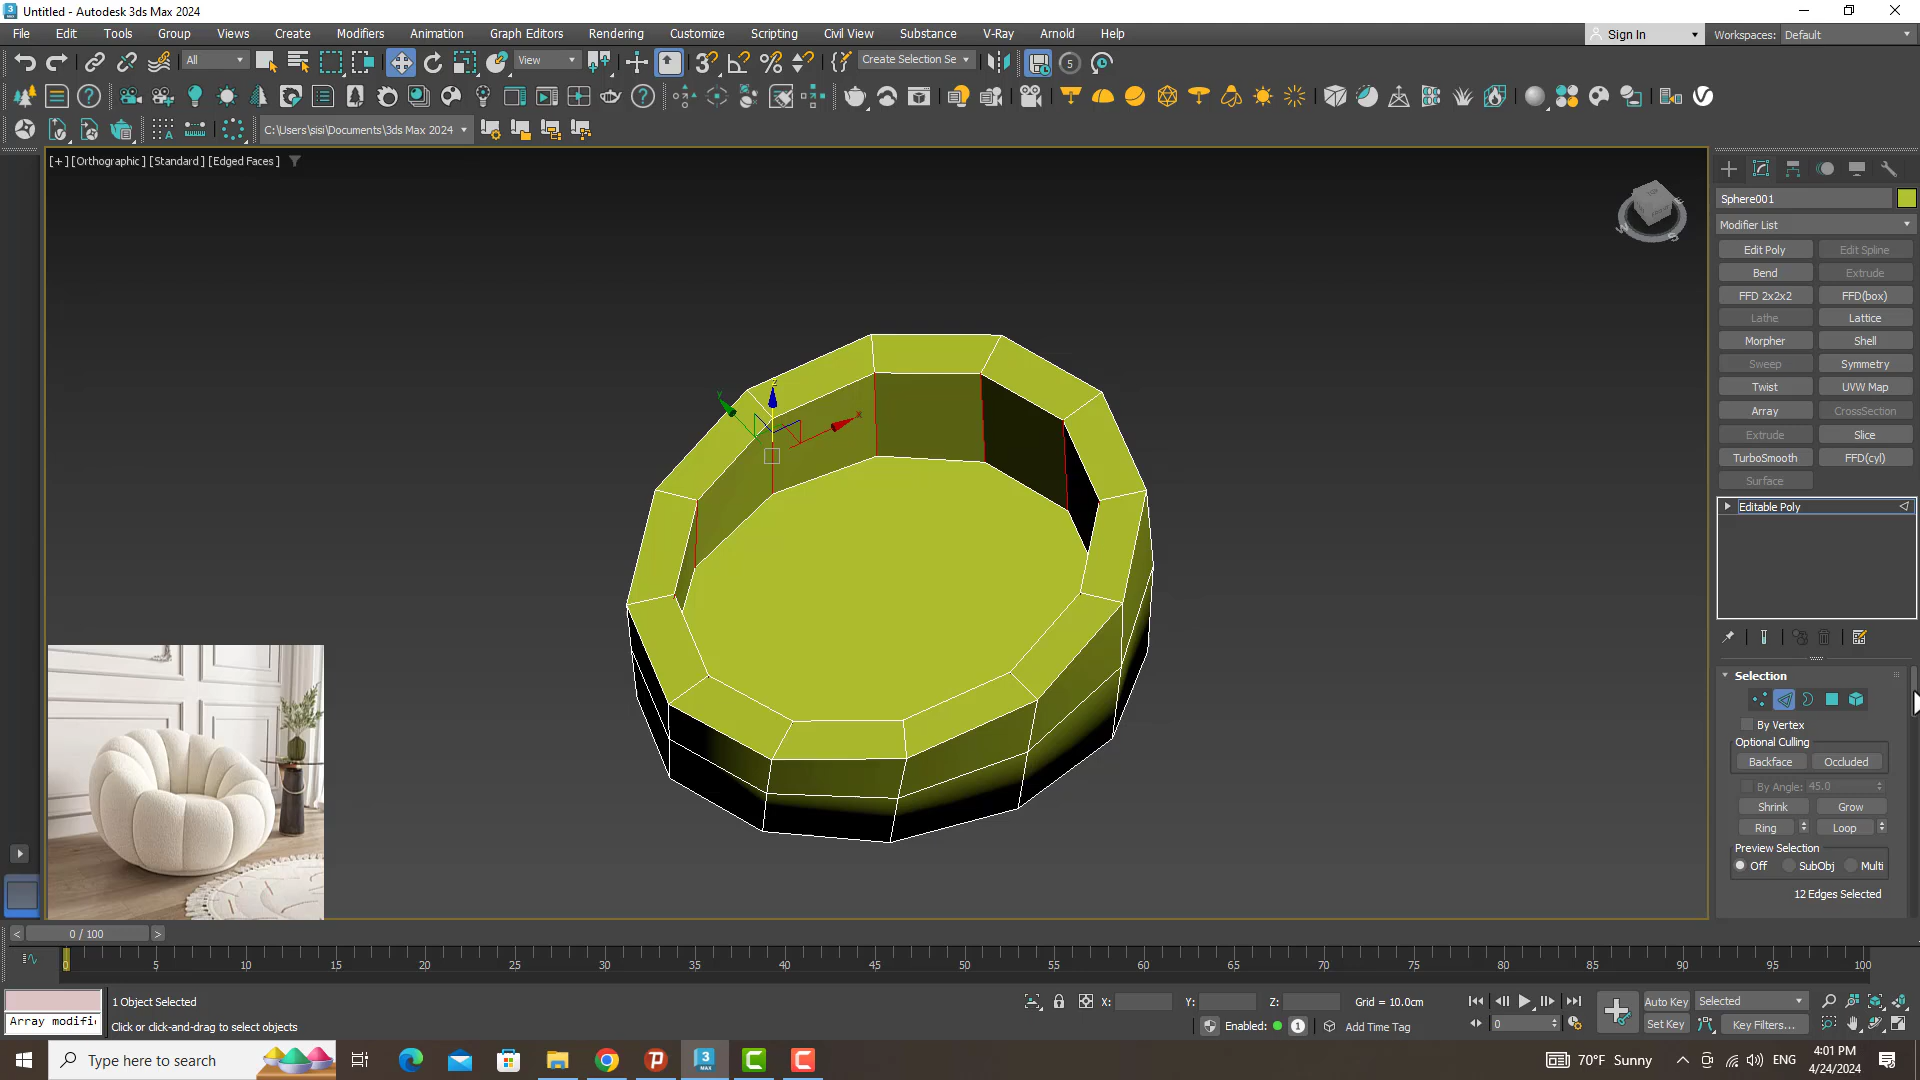 Untitled - Autodesk 3ds Max 2024
File Edit Tools Group Views Create Modifiers Animation Graph Editors Rendering Customize Scripting Civil View Substance V-Ray Arnold Help
Sign In Workspaces: Default
All View Create Selection Se 5
C:\Users\sisi\Documents\3ds Max 2024
[+] [Orthographic] [Standard] [Edged Faces]
Sphere001
Modifier List
Edit Poly Edit Spline
Bend Extrude
FFD 2x2x2 FFD(box)
Lathe Lattice
Morpher Shell
Sweep Symmetry
Twist UVW Map
Array CrossSection
Extrude Slice
TurboSmooth FFD(cyl)
Surface
Editable Poly
Selection
By Vertex
Optional Culling
Backface Occluded
By Angle: 45.0
Shrink Grow
Ring Loop
Preview Selection
Off SubObj Multi
12 Edges Selected
z
y
x
W S
< 0 / 100 >
0 5 10 15 20 25 30 35 40 45 50 55 60 65 70 75 80 85 90 95 100
1 Object Selected
Array modifi
Click or click-and-drag to select objects
X: Y: Z: Grid = 10.0cm
Enabled: 1 Add Time Tag
0
Auto Key Selected
Set Key Key Filters...
Type here to search
70°F Sunny ENG
4:01 PM
4/24/2024